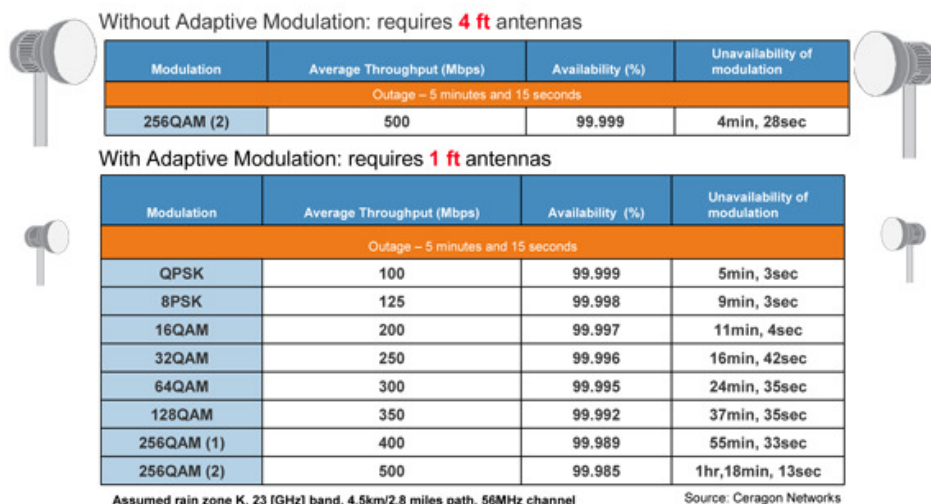 Without Adaptive Modulation: requires 4 ft antennas
Modulation Average Throughput (Mbps) Availability (%) Unavailability of modulation
Outage – 5 minutes and 15 seconds
256QAM (2) 500 99.999 4min, 28sec
With Adaptive Modulation: requires 1 ft antennas
Modulation Average Throughput (Mbps) Availability (%) Unavailability of modulation
Outage – 5 minutes and 15 seconds
QPSK 100 99.999 5min, 3sec
8PSK 125 99.998 9min, 3sec
16QAM 200 99.997 11min, 4sec
32QAM 250 99.996 16min, 42sec
64QAM 300 99.995 24min, 35sec
128QAM 350 99.992 37min, 35sec
256QAM (1) 400 99.989 55min, 33sec
256QAM (2) 500 99.985 1hr,18min, 13sec
Assumed rain zone K, 23 [GHz] band, 4.5km/2.8 miles path, 56MHz channel
Source: Ceragon Networks